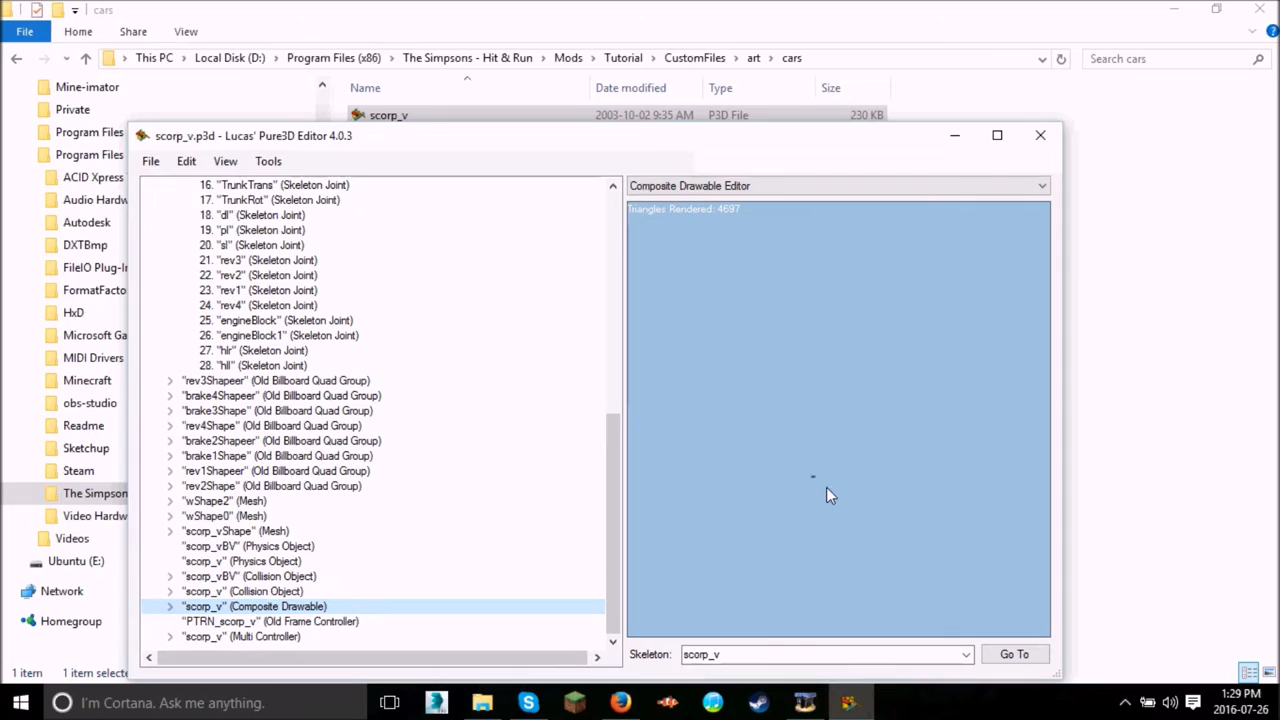 cars
File
Home
Share
View
This PC
Local Disk (D:)
Program Files (x86)
The Simpsons - Hit & Run
Mods
Tutorial
CustomFiles
art
cars
Search cars
Mine-imator
Private
Program Files
Program Files
ACID Xpress
Audio Hardw
Autodesk
DXTBmp
FileIO Plug-In
FormatFacto
HxD
Microsoft Ga
MIDI Drivers
Minecraft
obs-studio
Readme
Sketchup
Steam
The Simpson
Video Hardw
Videos
Ubuntu (E:)
Network
Homegroup
Date modified
Type
Size
scorp_v
2003-10-02 9:35 AM
P3D File
230 KB
scorp_v.p3d - Lucas' Pure3D Editor 4.0.3
File
Edit
View
Tools
16. "TrunkTrans" (Skeleton Joint)
17. "TrunkRot" (Skeleton Joint)
18. "dl" (Skeleton Joint)
19. "pl" (Skeleton Joint)
20. "sl" (Skeleton Joint)
21. "rev3" (Skeleton Joint)
22. "rev2" (Skeleton Joint)
23. "rev1" (Skeleton Joint)
24. "rev4" (Skeleton Joint)
25. "engineBlock" (Skeleton Joint)
26. "engineBlock1" (Skeleton Joint)
27. "hlr" (Skeleton Joint)
28. "hll" (Skeleton Joint)
"rev3Shapeer" (Old Billboard Quad Group)
"brake4Shapeer" (Old Billboard Quad Group)
"brake3Shape" (Old Billboard Quad Group)
"rev4Shape" (Old Billboard Quad Group)
"brake2Shapeer" (Old Billboard Quad Group)
"brake1Shape" (Old Billboard Quad Group)
"rev1Shapeer" (Old Billboard Quad Group)
"rev2Shape" (Old Billboard Quad Group)
"wShape2" (Mesh)
"wShape0" (Mesh)
"scorp_vShape" (Mesh)
"scorp_vBV" (Physics Object)
"scorp_v" (Physics Object)
"scorp_vBV" (Collision Object)
"scorp_v" (Collision Object)
"scorp_v" (Composite Drawable)
"PTRN_scorp_v" (Old Frame Controller)
"scorp_v" (Multi Controller)
Composite Drawable Editor
Triangles Rendered: 4697
Skeleton:
scorp_v
Go To
1 item
1 item selecte
I'm Cortana. Ask me anything.
1:29 PM
2016-07-26